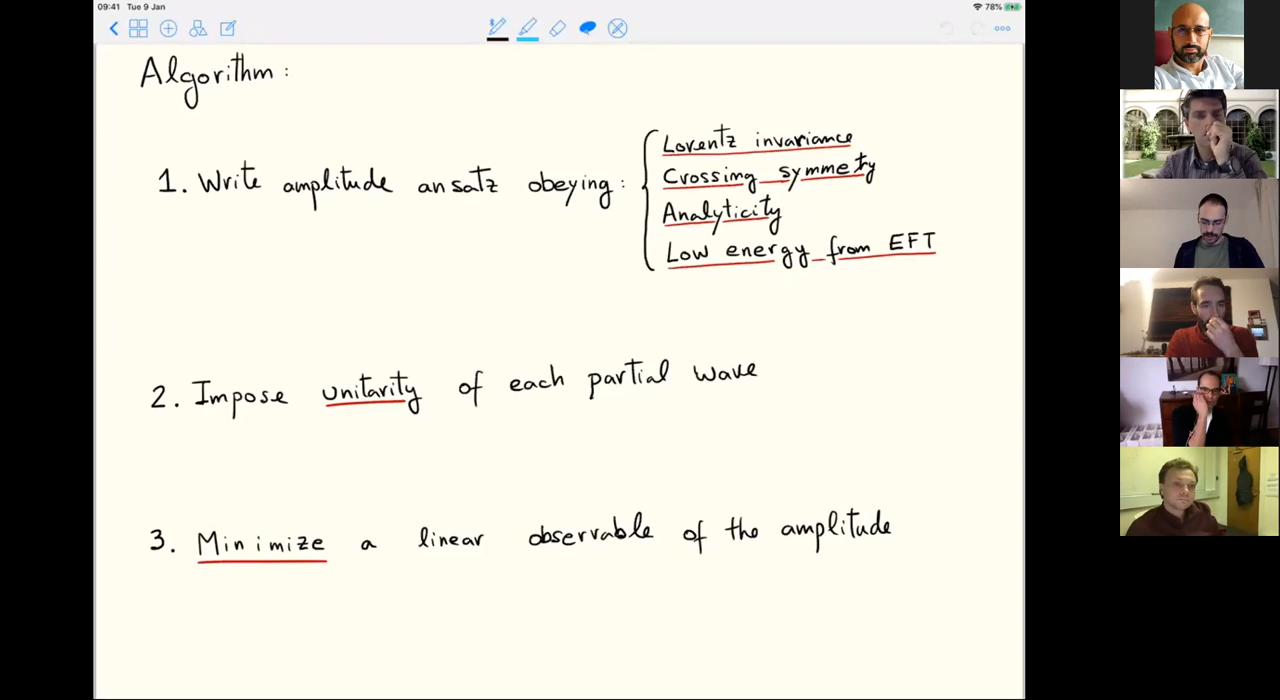 09:41 Tue 9 Jan
78%
Algorithm:
1. Write amplitude ansatz obeying:
Lorentz invariance
Crossing symmetry
Analyticity
Low energy from EFT
2. Impose unitarity of each partial wave
3. Minimize a linear observable of the amplitude